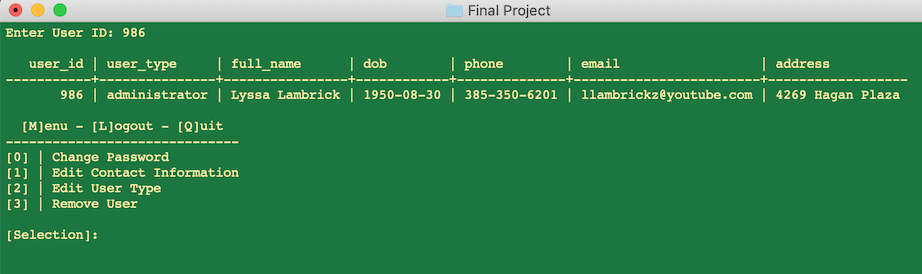 Final Project
Enter User ID: 986
user_id | user_type | full_name | dob | phone | email | address
-----------+---------------+----------------+------------+--------------+------------------------+------------------
986 | administrator | Lyssa Lambrick | 1950-08-30 | 385-350-6201 | llambrickz@youtube.com | 4269 Hagan Plaza
[M]enu - [L]ogout - [Q]uit
------------------------------
[0] | Change Password
[1] | Edit Contact Information
[2] | Edit User Type
[3] | Remove User
[Selection]: